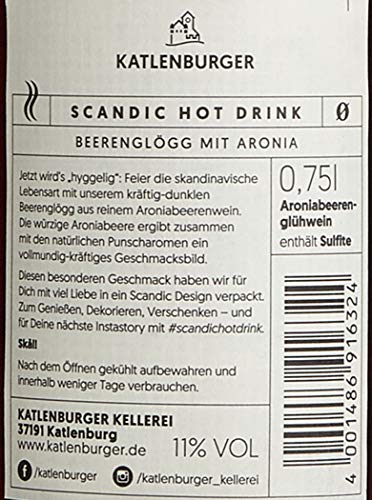 KATLENBURGER
SCANDIC HOT DRINK
BEERENGLÖGG MIT ARONIA
Jetzt wird's „hyggelig“: Feier die skandinavische
Lebensart mit unserem kräftig-dunklen
Beerenglögg aus reinem Aroniabeerenwein.
Die würzige Aroniabeere ergibt zusammen
mit den natürlichen Punscharomen ein
vollmundig-kräftiges Geschmacksbild.
Diesen besonderen Geschmack haben wir für
Dich mit viel Liebe in ein Scandic Design verpackt.
Zum Genießen, Dekorieren, Verschenken – und
für Deine nächste Instastory mit #scandichotdrink.
Skål!
Nach dem Öffnen gekühlt aufbewahren und
innerhalb weniger Tage verbrauchen.
0,75l
Aroniabeeren-
glühwein
enthält Sulfite
4 001486 916324
KATLENBURGER KELLEREI
37191 Katlenburg
www.katlenburger.de
11% VOL
/katlenburger
/katlenburger_kellerei